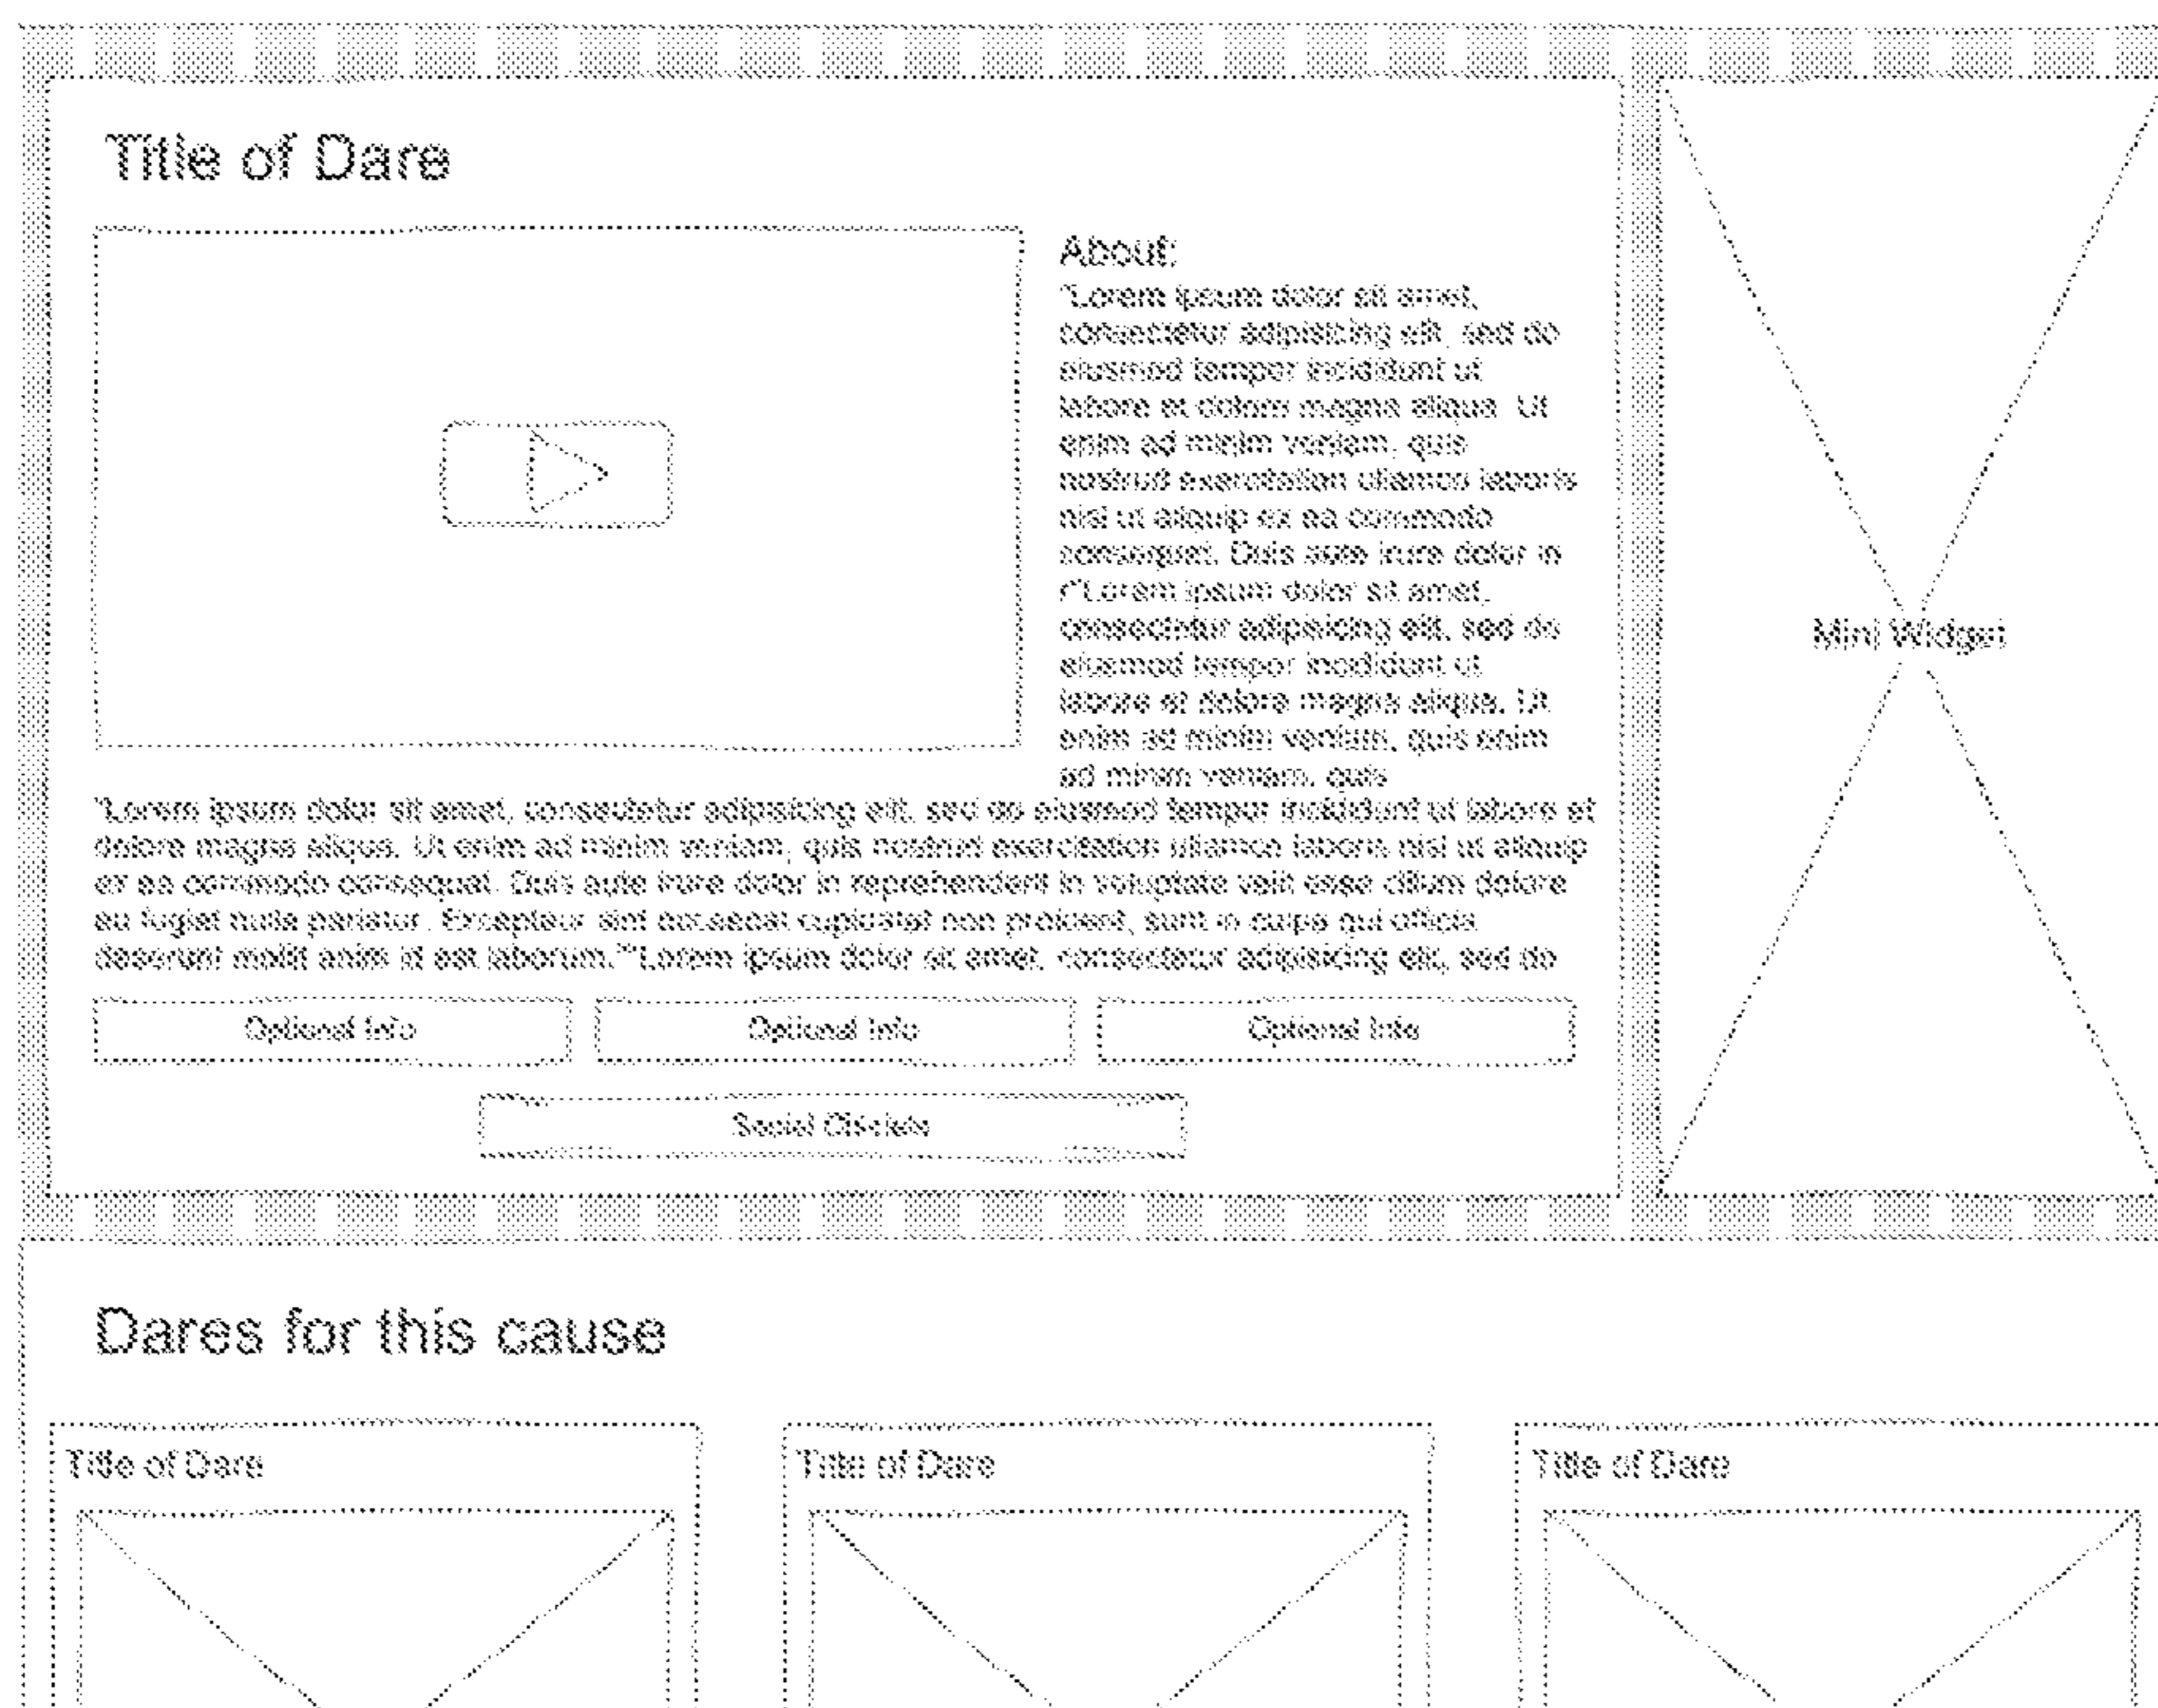 Title of Dare
About:
"Lorem ipsum dolor sit amet,
consectetur adipisicing elit, sed do
eiusmod tempor incididunt ut
labore et dolore magna aliqua. Ut
enim ad minim veniam, quis
nostrud exercitation ullamco laboris
nisi ut aliquip ex ea commodo
consequat. Duis aute irure dolor in
r"Lorem ipsum dolor sit amet,
consectetur adipisicing elit, sed do
eiusmod tempor incididunt ut
labore et dolore magna aliqua. Ut
enim ad minim veniam, quis enim
ad minim veniam, quis
"Lorem ipsum dolor sit amet, consectetur adipisicing elit, sed do eiusmod tempor incididunt ut labore et
dolore magna aliqua. Ut enim ad minim veniam, quis nostrud exercitation ullamco laboris nisi ut aliquip
ex ea commodo consequat. Duis aute irure dolor in reprehenderit in voluptate velit esse cillum dolore
eu fugiat nulla pariatur. Excepteur sint occaecat cupidatat non proident, sunt in culpa qui officia
deserunt mollit anim id est laborum.""Lorem ipsum dolor sit amet, consectetur adipisicing elit, sed do
Mini Widget
Optional Info
Optional Info
Optional Info
Social
Dares for this cause
Title of Dare
Title of Dare
Title of Dare